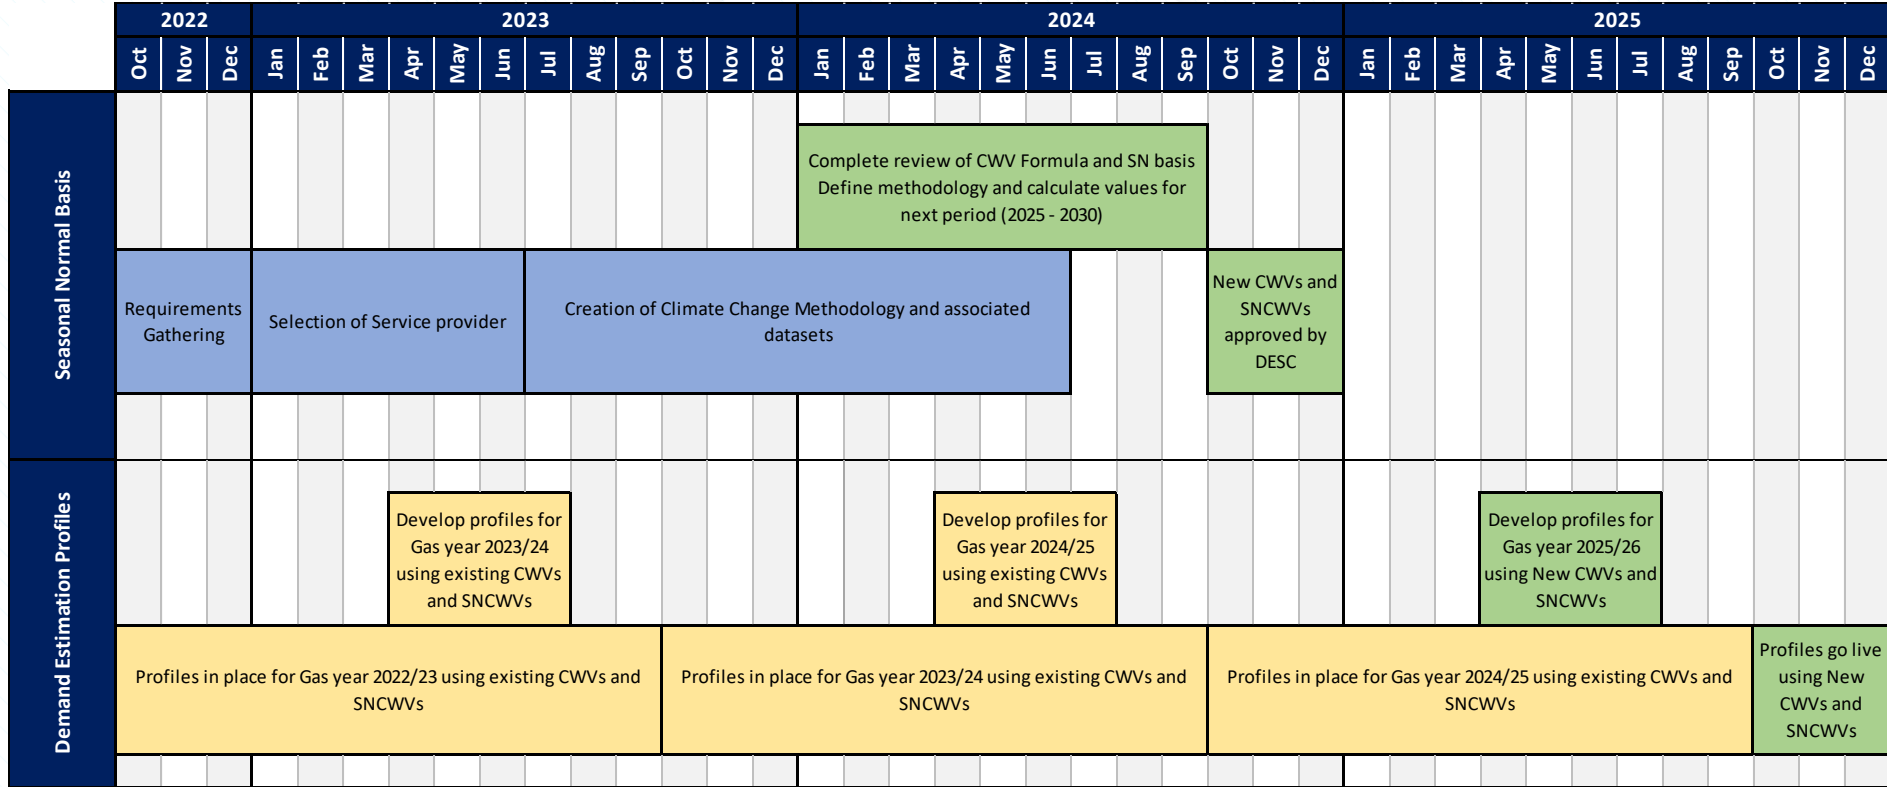 2022
2023
2024
2025
Oct
Nov
Dec
Jan
Feb
Mar
Apr
May
Jun
Jul
Aug
Sep
Oct
Nov
Dec
Jan
Feb
Mar
Apr
May
Jun
Jul
Aug
Sep
Oct
Nov
Dec
Jan
Feb
Mar
Apr
May
Jun
Jul
Aug
Sep
Oct
Nov
Dec
Seasonal Normal Basis
Complete review of CWV Formula and SN basis
Define methodology and calculate values for
next period (2025 - 2030)
Requirements
Gathering
Selection of Service provider
Creation of Climate Change Methodology and associated
datasets
New CWVs and
SNCWVs
approved by
DESC
Demand Estimation Profiles
Develop profiles for
Gas year 2023/24
using existing CWVs
and SNCWVs
Develop profiles for
Gas year 2024/25
using existing CWVs
and SNCWVs
Develop profiles for
Gas year 2025/26
using New CWVs and
SNCWVs
Profiles in place for Gas year 2022/23 using existing CWVs and
SNCWVs
Profiles in place for Gas year 2023/24 using existing CWVs and
SNCWVs
Profiles in place for Gas year 2024/25 using existing CWVs and
SNCWVs
Profiles go live
using New
CWVs and
SNCWVs